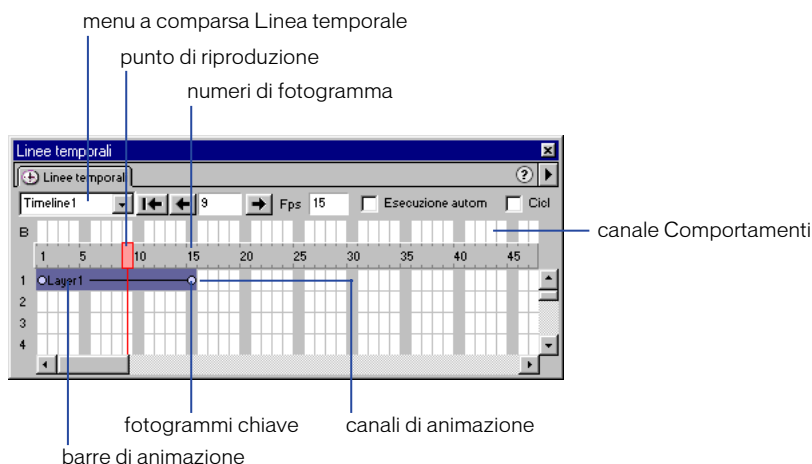 menu a comparsa Linea temporale
punto di riproduzione
numeri di fotogramma
Linee temporali
Linee temporali
Timeline1 9 Fps 15 Esecuzione autom Cicl
B
canale Comportamenti
1 5 10 15 20 25 30 35 40 45
1 Layer1
2
3
4
fotogrammi chiave canali di animazione
barre di animazione